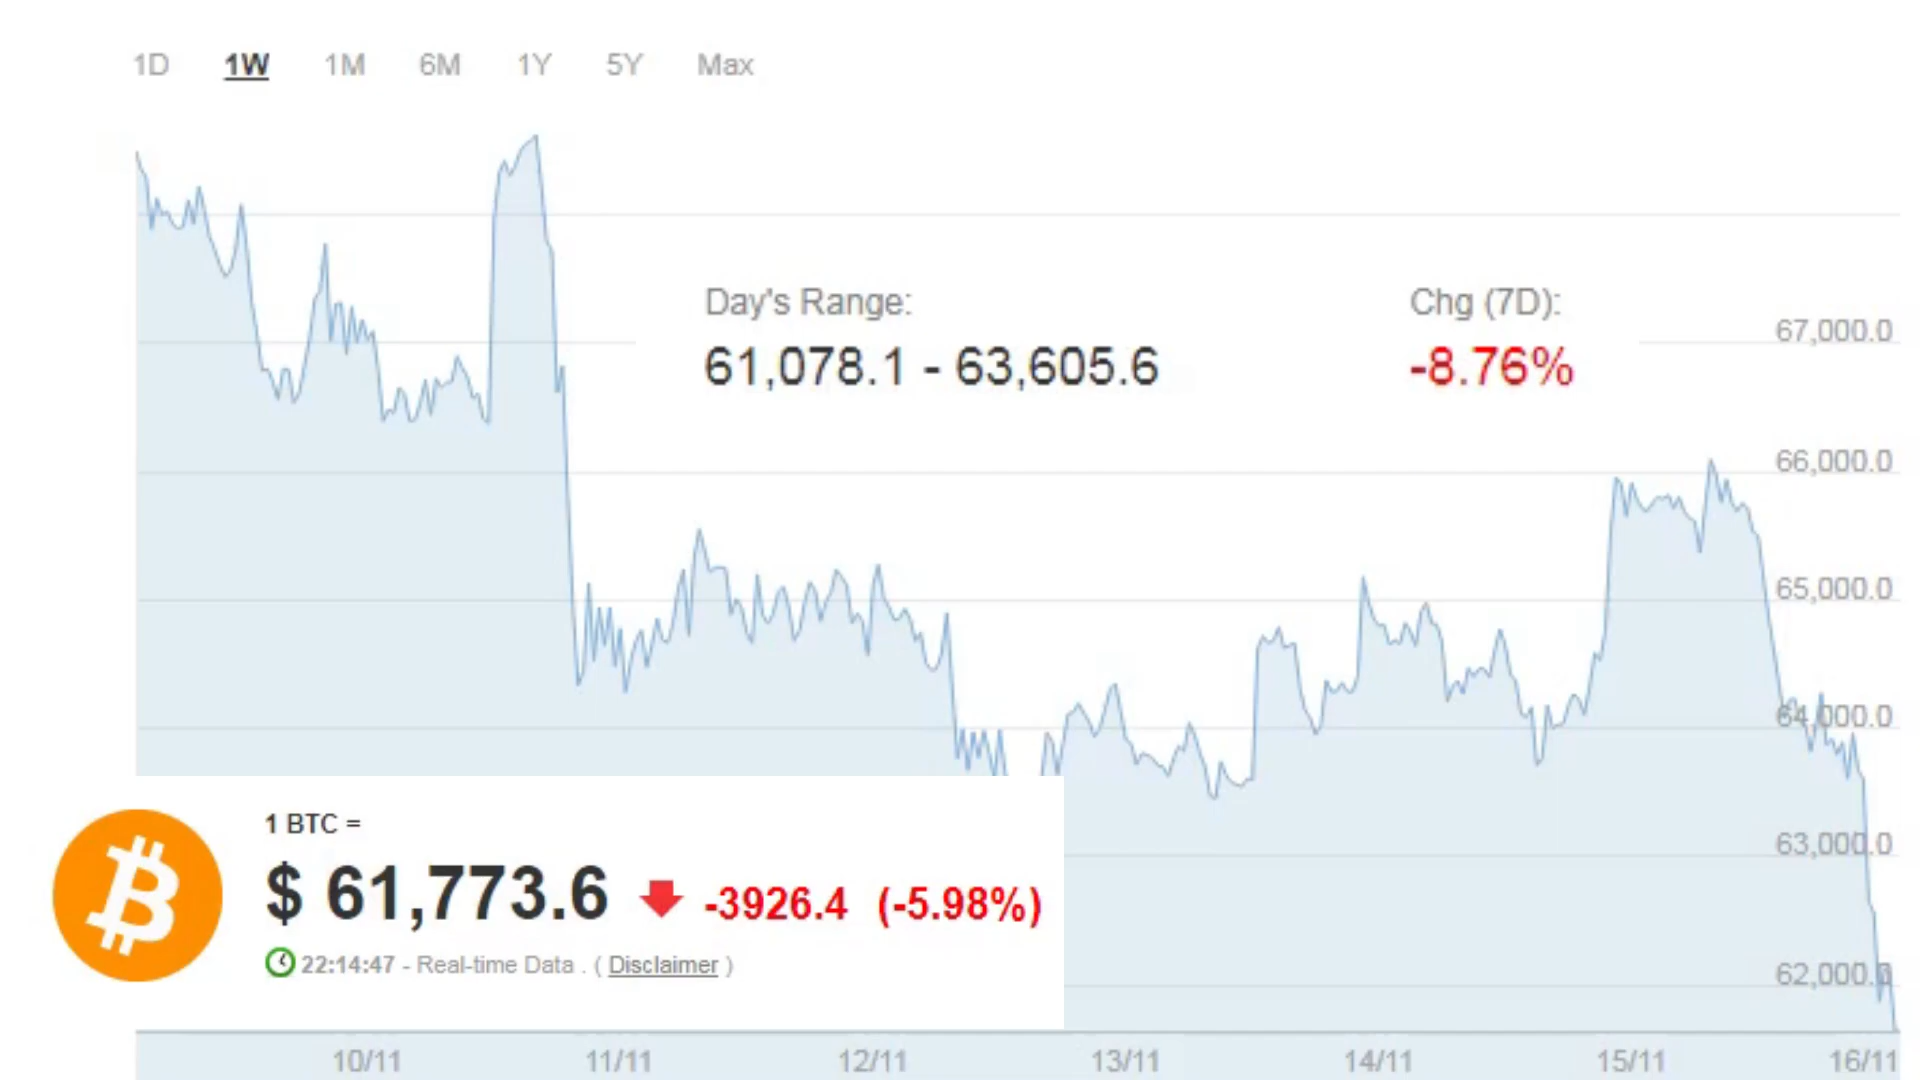 1D 1W 1M 6M 1Y 5Y Max
Day's Range: Chg (7D):
61,078.1 - 63,605.6 -8.76%
67,000.0
66,000.0
65,000.0
64,000.0
63,000.0
62,000.0
1 BTC =
$ 61,773.6 -3926.4 (-5.98%)
22:14:47 - Real-time Data . ( Disclaimer )
10/11 11/11 12/11 13/11 14/11 15/11 16/11